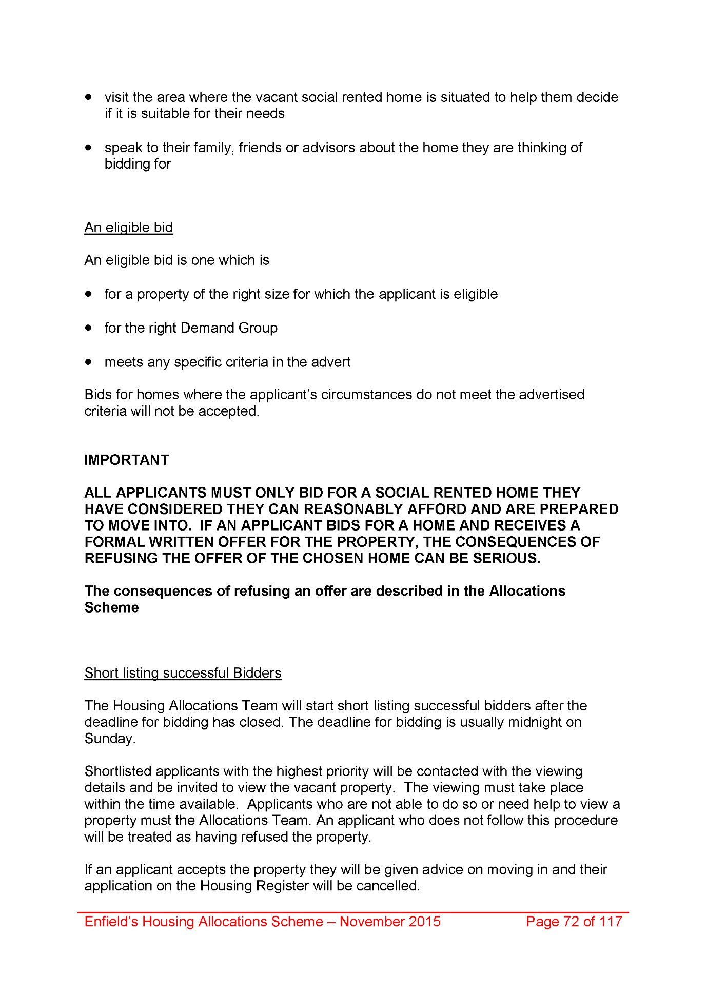 • visit the area where the vacant social rented home is situated to help them decide
if it is suitable for their needs
• speak to their family, friends or advisors about the home they are thinking of
bidding for
An eligible bid
An eligible bid is one which is
• for a property of the right size for which the applicant is eligible
• for the right Demand Group
• meets any specific criteria in the advert
Bids for homes where the applicant’s circumstances do not meet the advertised
criteria will not be accepted.
IMPORTANT
ALL APPLICANTS MUST ONLY BID FOR A SOCIAL RENTED HOME THEY
HAVE CONSIDERED THEY CAN REASONABLY AFFORD AND ARE PREPARED
TO MOVE INTO.  IF AN APPLICANT BIDS FOR A HOME AND RECEIVES A
FORMAL WRITTEN OFFER FOR THE PROPERTY, THE CONSEQUENCES OF
REFUSING THE OFFER OF THE CHOSEN HOME CAN BE SERIOUS.
The consequences of refusing an offer are described in the Allocations
Scheme
Short listing successful Bidders
The Housing Allocations Team will start short listing successful bidders after the
deadline for bidding has closed. The deadline for bidding is usually midnight on
Sunday.
Shortlisted applicants with the highest priority will be contacted with the viewing
details and be invited to view the vacant property.  The viewing must take place
within the time available.  Applicants who are not able to do so or need help to view a
property must the Allocations Team. An applicant who does not follow this procedure
will be treated as having refused the property.
If an applicant accepts the property they will be given advice on moving in and their
application on the Housing Register will be cancelled.
Enfield’s Housing Allocations Scheme – November 2015 Page 72 of 117